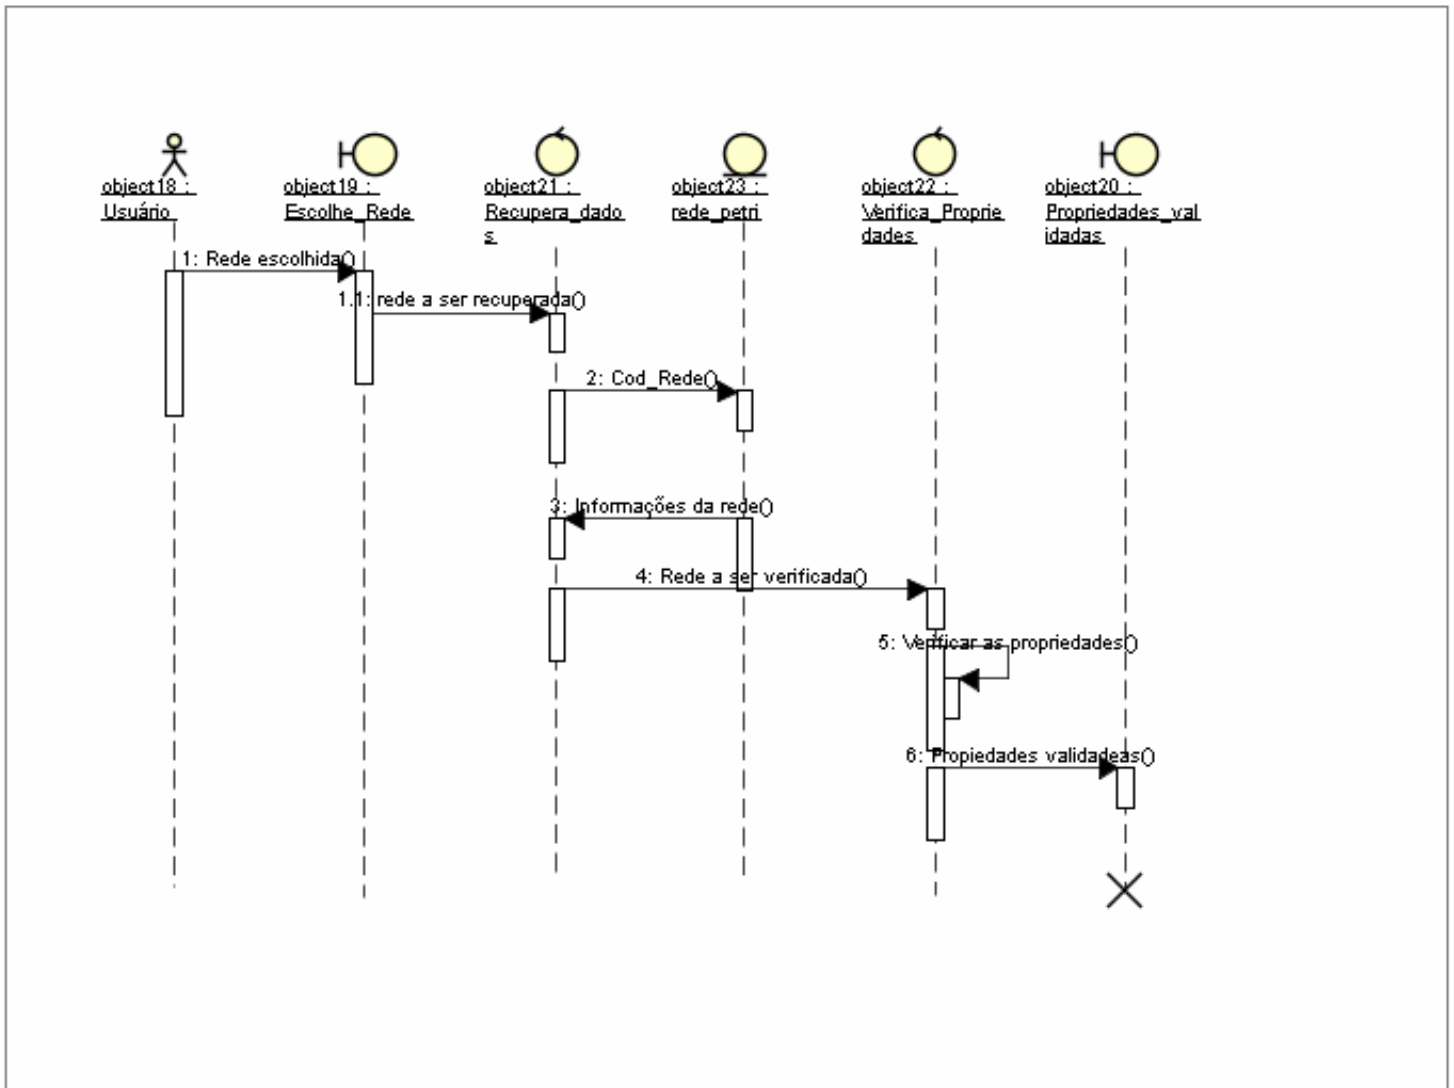 object18 :
Usuário
object19 :
Escolhe_Rede
object21 :
Recupera_dado
s
object23 :
rede_petri
object22 :
Verifica_Proprie
dades
object20 :
Propriedades_val
idadas
1: Rede escolhida()
1.1: rede a ser recuperada()
2: Cod_Rede()
3: Informações da rede()
4: Rede a ser verificada()
5: Verificar as propriedades()
6: Propiedades validadeas()